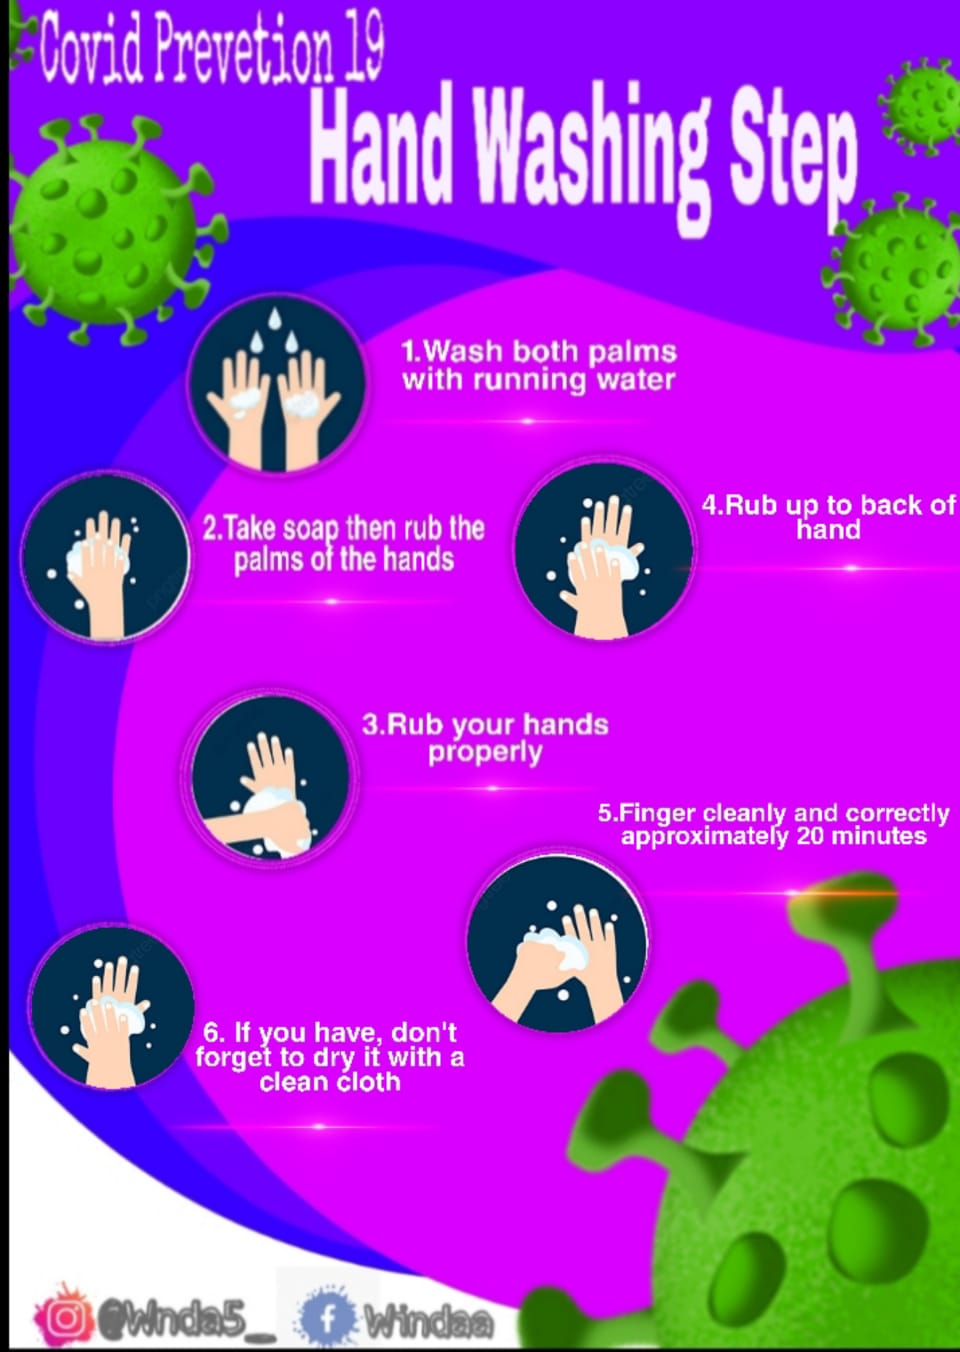 Covid Prevetion 19
Hand Washing Step
1.Wash both palms
with running water
2.Take soap then rub the
palms of the hands
3.Rub your hands
properly
4.Rub up to back of
hand
5.Finger cleanly and correctly
approximately 20 minutes
6. If you have, don't
forget to dry it with a
clean cloth
@Wnda5_
Windaa